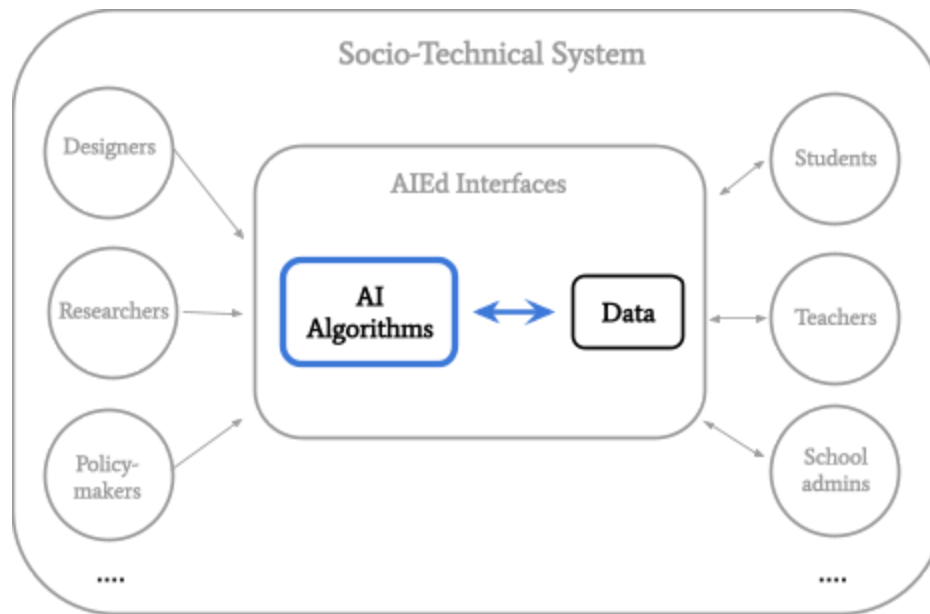 Socio-Technical System
Designers
Students
AIEd Interfaces
AI
Algorithms
Data
Researchers
Teachers
Policy-
makers
School
admins
....
....